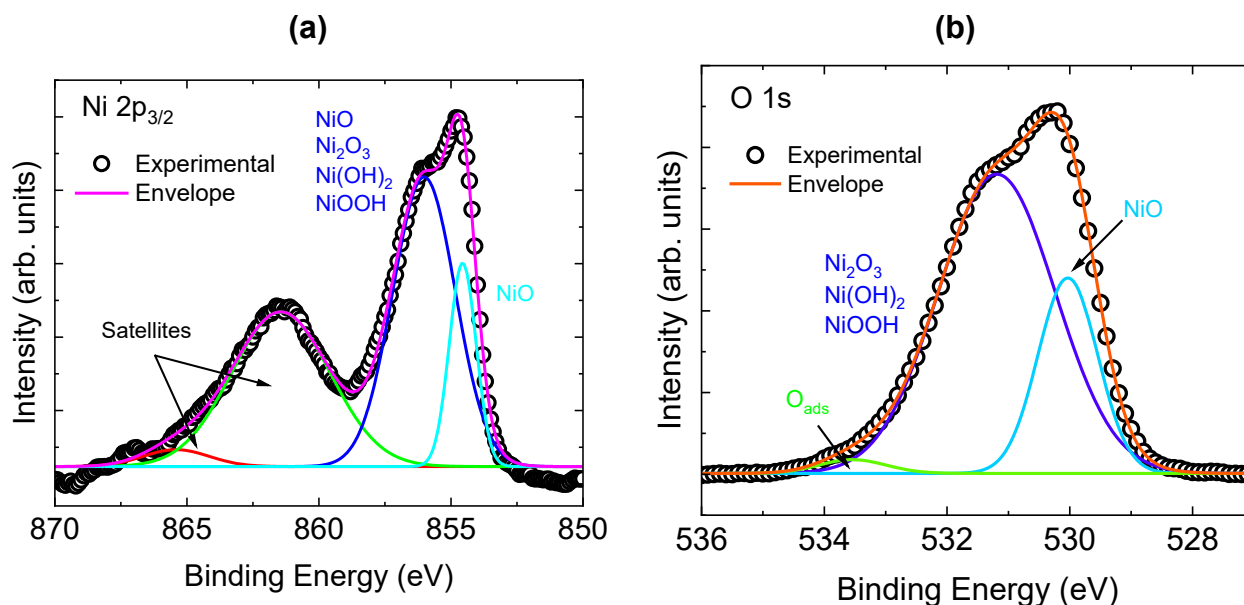 (a)
Ni 2p3/2
Experimental
Envelope
NiO
Ni2O3
Ni(OH)2
NiOOH
NiO
Satellites
Intensity (arb. units)
870 865 860 855 850
Binding Energy (eV)
(b)
O 1s
Experimental
Envelope
NiO
Ni2O3
Ni(OH)2
NiOOH
Oads
Intensity (arb. units)
536 534 532 530 528
Binding Energy (eV)